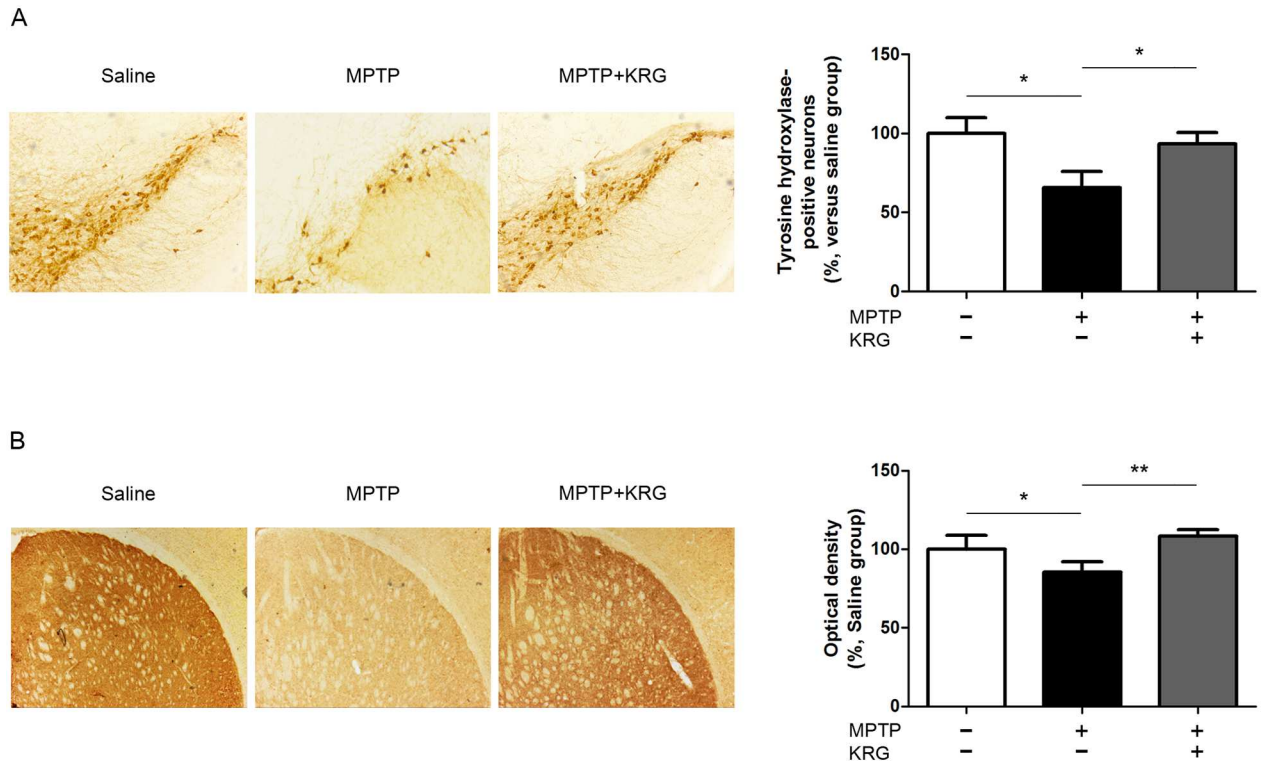 A
Saline
MPTP
MPTP+KRG
Tyrosine hydroxylase-
positive neurons
(%, versus saline group)
150
100
50
0
*
*
MPTP
− + +
KRG
− − +
B
Saline
MPTP
MPTP+KRG
Optical density
(%, Saline group)
150
100
50
0
*
**
MPTP
− + +
KRG
− − +